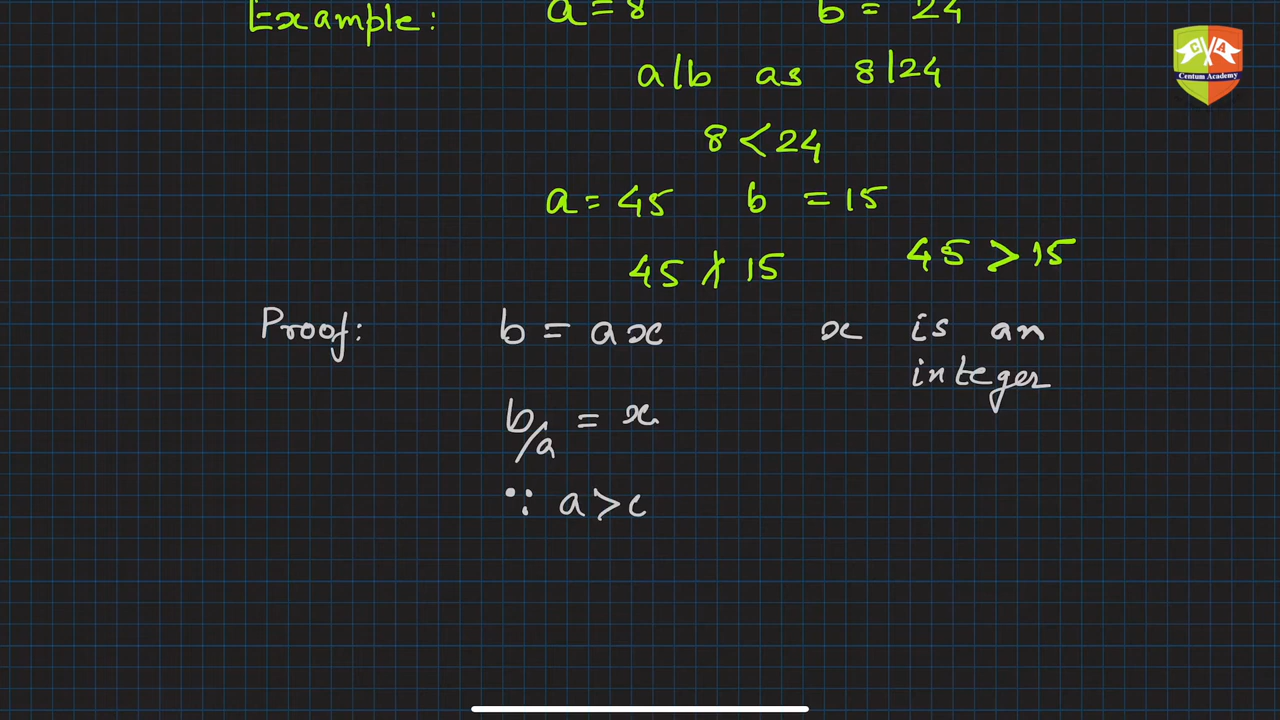 Example: a = 8 b = 24
a|b as 8|24
8 < 24
a = 45 b = 15
45 ∤ 15 45 > 15
Proof: b = ax x is an
integer
b/a = x
∵ a > c
C A
Centum Academy